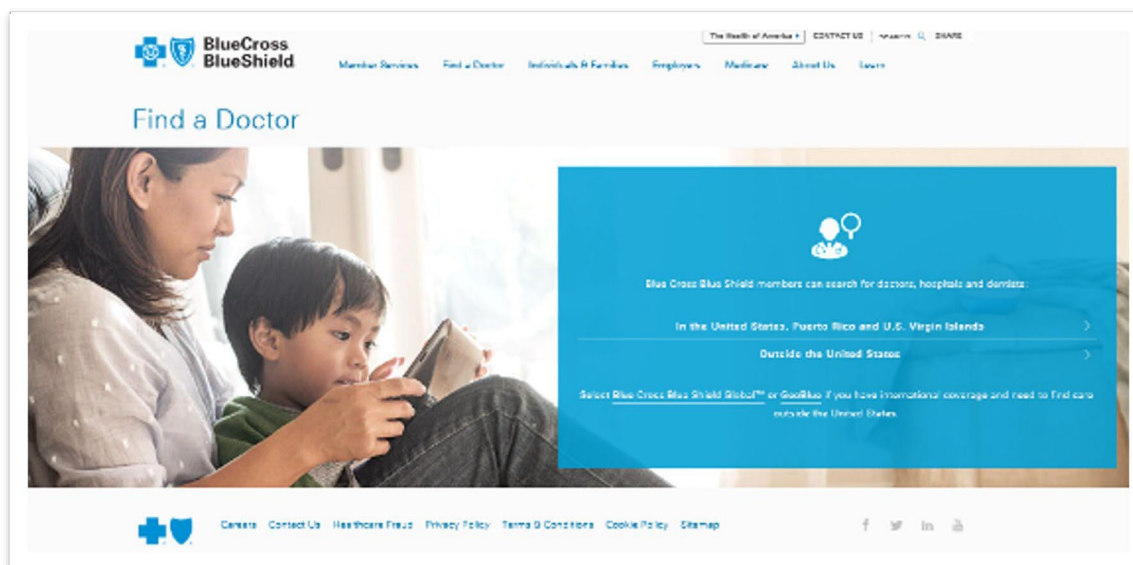 BlueCross
BlueShield
The Health of America
CONTACT US
SEARCH
SHARE
Member Services
Find a Doctor
Individuals & Families
Employers
Medicare
About Us
Learn
Find a Doctor
Blue Cross Blue Shield members can search for doctors, hospitals and dentists:
In the United States, Puerto Rico and U.S. Virgin Islands
Outside the United States
Select Blue Cross Blue Shield Global™ or GeoBlue if you have international coverage and need to find care
outside the United States.
Careers
Contact Us
Healthcare Fraud
Privacy Policy
Terms & Conditions
Cookie Policy
Sitemap